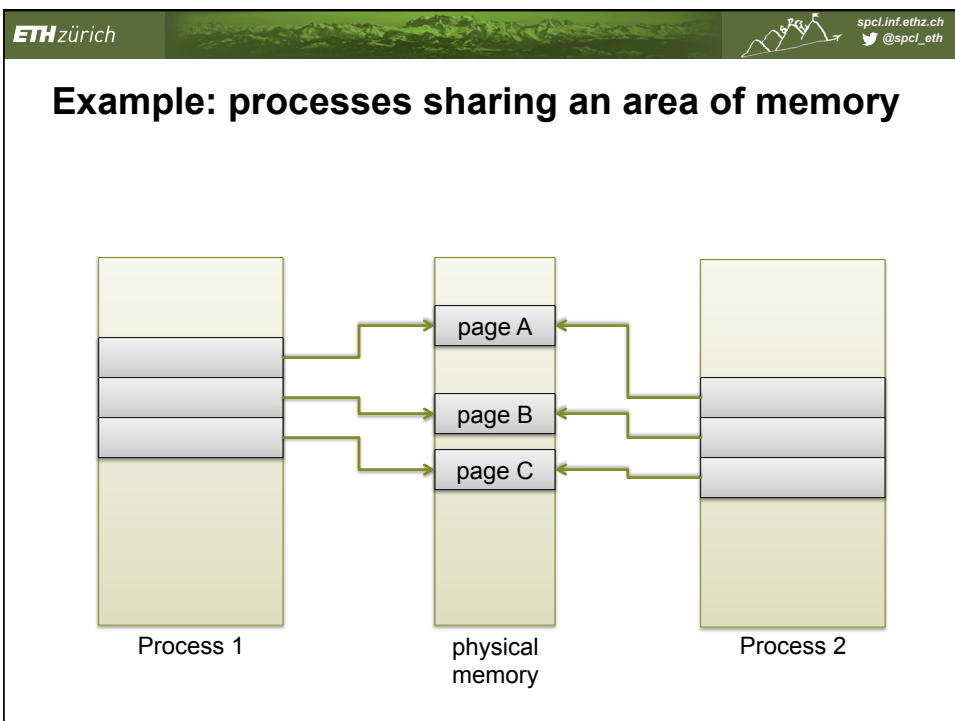 ETH zürich
spcl.inf.ethz.ch
@spcl_eth
Example: processes sharing an area of memory
page A
page B
page C
Process 1
physical
memory
Process 2